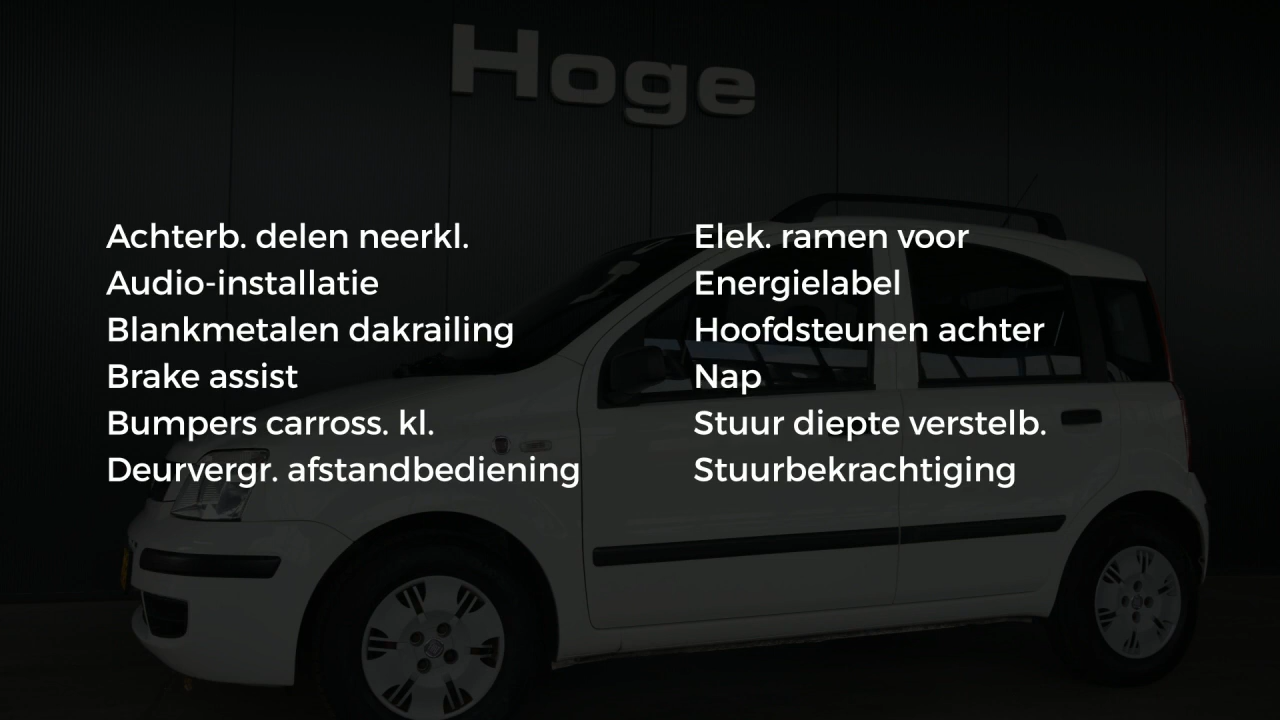 Hoge
Achterb. delen neerkl.
Audio-installatie
Blankmetalen dakrailing
Brake assist
Bumpers carross. kl.
Deurvergr. afstandbediening
Elek. ramen voor
Energielabel
Hoofdsteunen achter
Nap
Stuur diepte verstelb.
Stuurbekrachtiging